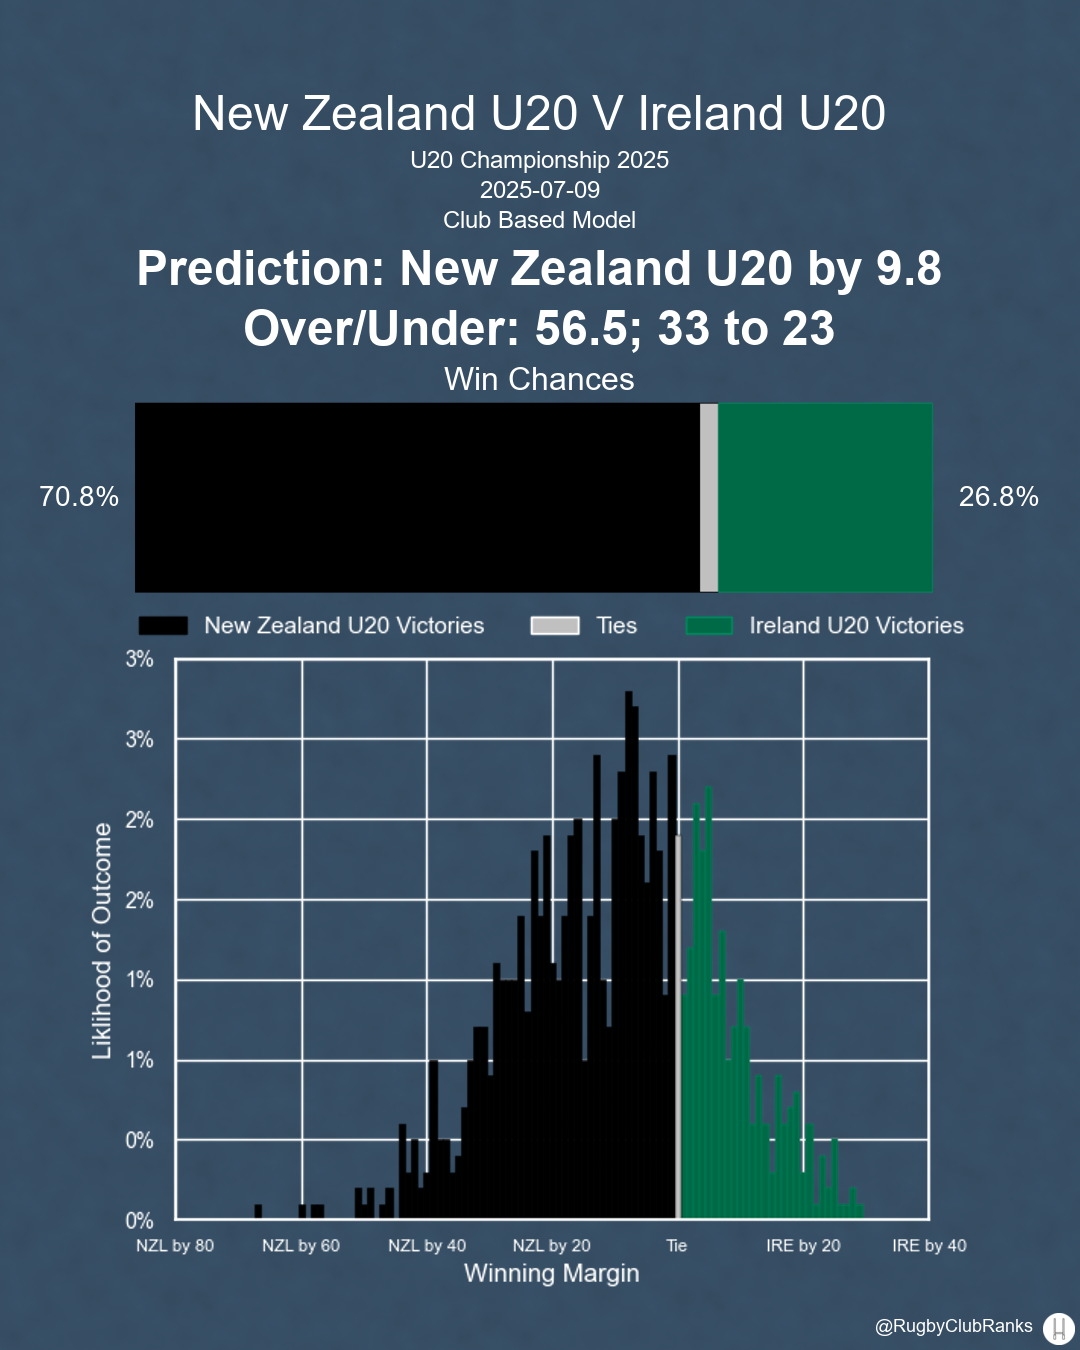 New Zealand U20 V Ireland U20
U20 Championship 2025
2025-07-09
Club Based Model
Prediction: New Zealand U20 by 9.8
Over/Under: 56.5; 33 to 23
Win Chances
70.8%
26.8%
New Zealand U20 Victories
Ties
Ireland U20 Victories
3%
3%
2%
2%
1%
1%
0%
0%
Liklihood of Outcome
NZL by 80
NZL by 60
NZL by 40
NZL by 20
Tie
IRE by 20
IRE by 40
Winning Margin
@RugbyClubRanks